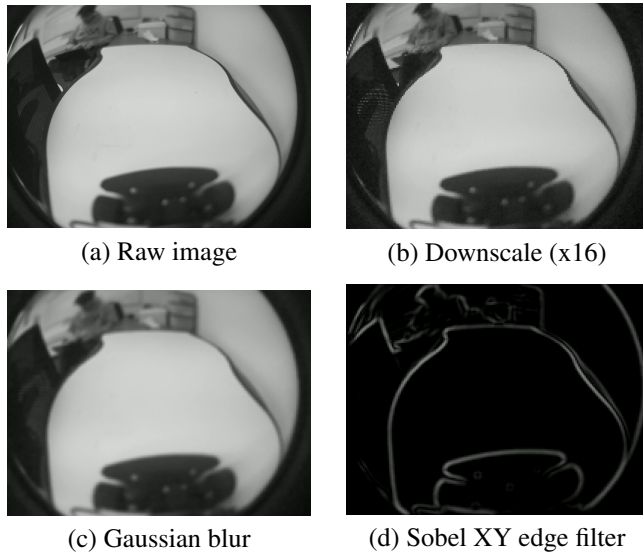 (a) Raw image
(b) Downscale (x16)
(c) Gaussian blur
(d) Sobel XY edge filter